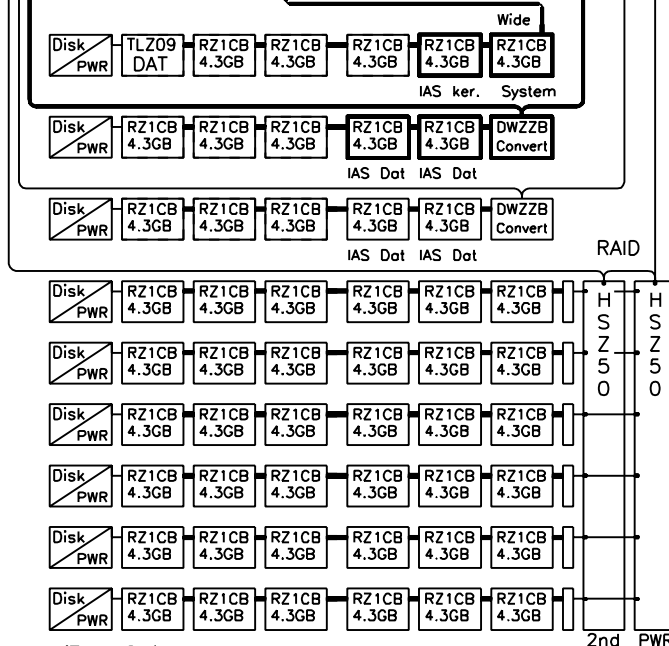 Wide
Disk PWR TLZ09 DAT RZ1CB 4.3GB RZ1CB 4.3GB RZ1CB 4.3GB RZ1CB 4.3GB RZ1CB 4.3GB
IAS ker. System
Disk PWR RZ1CB 4.3GB RZ1CB 4.3GB RZ1CB 4.3GB RZ1CB 4.3GB RZ1CB 4.3GB DWZZB Convert
IAS Dat IAS Dat
Disk PWR RZ1CB 4.3GB RZ1CB 4.3GB RZ1CB 4.3GB RZ1CB 4.3GB RZ1CB 4.3GB DWZZB Convert
IAS Dat IAS Dat
RAID
Disk PWR RZ1CB 4.3GB RZ1CB 4.3GB RZ1CB 4.3GB RZ1CB 4.3GB RZ1CB 4.3GB RZ1CB 4.3GB
HSZ50 HSZ50
Disk PWR RZ1CB 4.3GB RZ1CB 4.3GB RZ1CB 4.3GB RZ1CB 4.3GB RZ1CB 4.3GB RZ1CB 4.3GB
Disk PWR RZ1CB 4.3GB RZ1CB 4.3GB RZ1CB 4.3GB RZ1CB 4.3GB RZ1CB 4.3GB RZ1CB 4.3GB
Disk PWR RZ1CB 4.3GB RZ1CB 4.3GB RZ1CB 4.3GB RZ1CB 4.3GB RZ1CB 4.3GB RZ1CB 4.3GB
Disk PWR RZ1CB 4.3GB RZ1CB 4.3GB RZ1CB 4.3GB RZ1CB 4.3GB RZ1CB 4.3GB RZ1CB 4.3GB
Disk PWR RZ1CB 4.3GB RZ1CB 4.3GB RZ1CB 4.3GB RZ1CB 4.3GB RZ1CB 4.3GB RZ1CB 4.3GB
2nd PWR